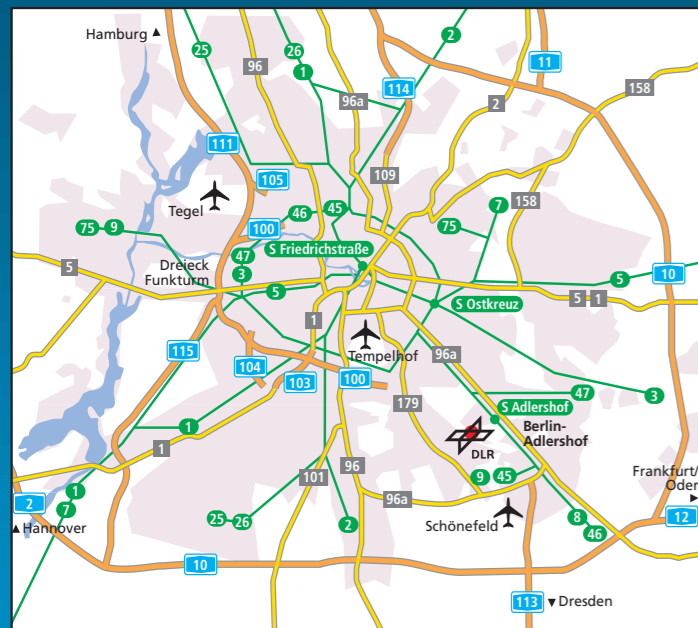 Hamburg ▲
25
26
2
1
96
96a
114
11
158
2
111
105
109
Tegel
46
45
7
158
75
9
100
75
47
S Friedrichstraße
5
Dreieck
Funkturm
3
5
10
5
S Ostkreuz
5
1
1
Tempelhof
96a
115
104
103
100
179
47
3
S Adlershof
Berlin-
Adlershof
1
1
DLR
101
96
9
45
Frankfurt/
Oder
▶
1
2
7
96a
▲ Hannover
25
26
2
Schönefeld
8
46
12
10
113
▼ Dresden